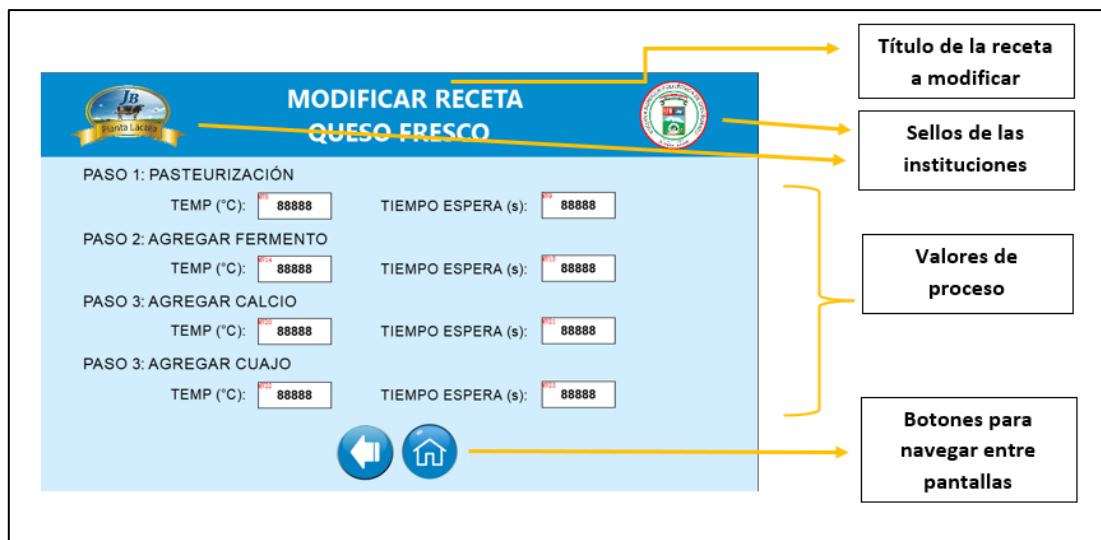 Título de la receta
a modificar
JB
Planta Láctea
MODIFICAR RECETA
QUESO FRESCO
Sellos de las
instituciones
PASO 1: PASTEURIZACIÓN
TEMP (°C): 88888 TIEMPO ESPERA (s): 88888
PASO 2: AGREGAR FERMENTO
TEMP (°C): 88888 TIEMPO ESPERA (s): 88888
Valores de
proceso
PASO 3: AGREGAR CALCIO
TEMP (°C): 88888 TIEMPO ESPERA (s): 88888
PASO 3: AGREGAR CUAJO
TEMP (°C): 88888 TIEMPO ESPERA (s): 88888
Botones para
navegar entre
pantallas